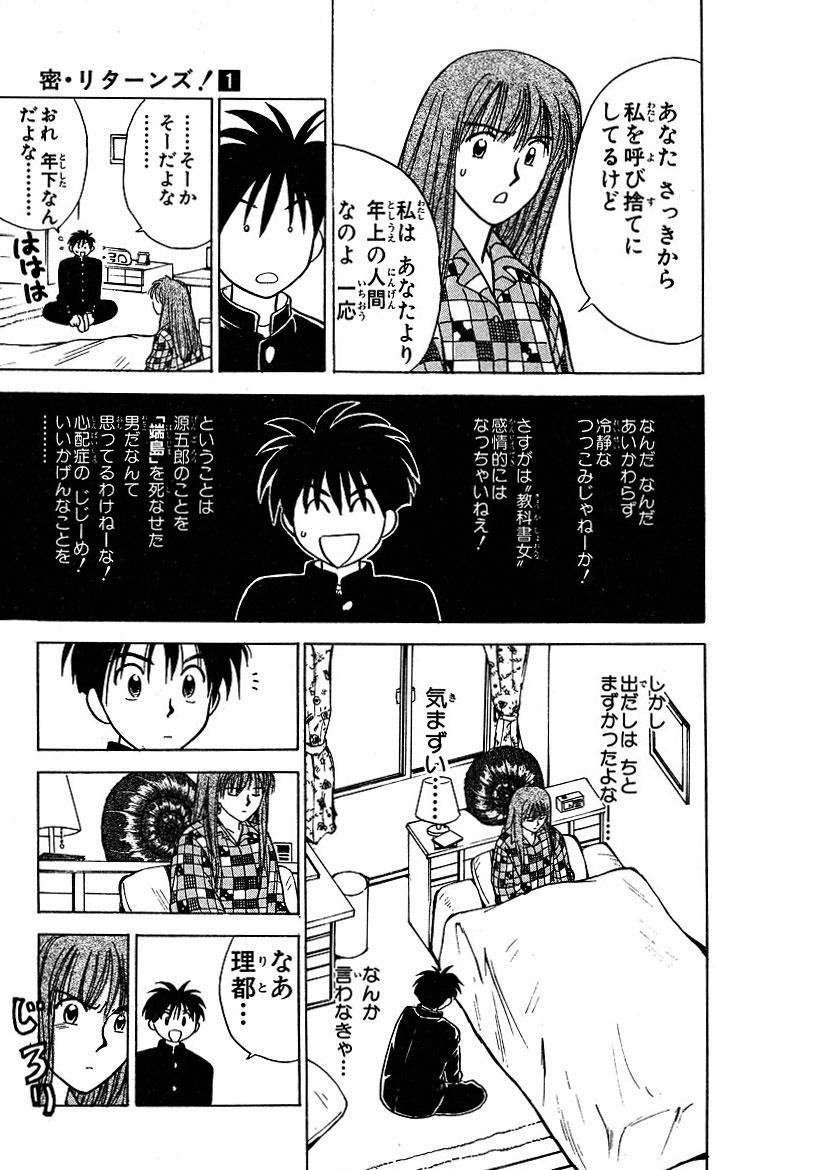 密・リターンズ！1
あなた さっきから
私を呼び捨てに
してるけど
私は あなたより
年上の人間
なのよ 一応
………そーか
そーだよな
………
おれ 年下なん
だよな………
ははは
なんだ なんだ
あいかわらず
冷静な
つっこみじゃねーか！
さすがは“教科書女”
感情的には
なっちゃいねえ！
ということは
源五郎のことを
「端島」を死なせた
男だなんて
思ってるわけねーな！
心配症の じじーめ！
いいかげんなことを
………
しかし
出だしは ちと
まずかったよな……
気まずい……
なんか
言わなきゃ…
なあ
理都…
じろり